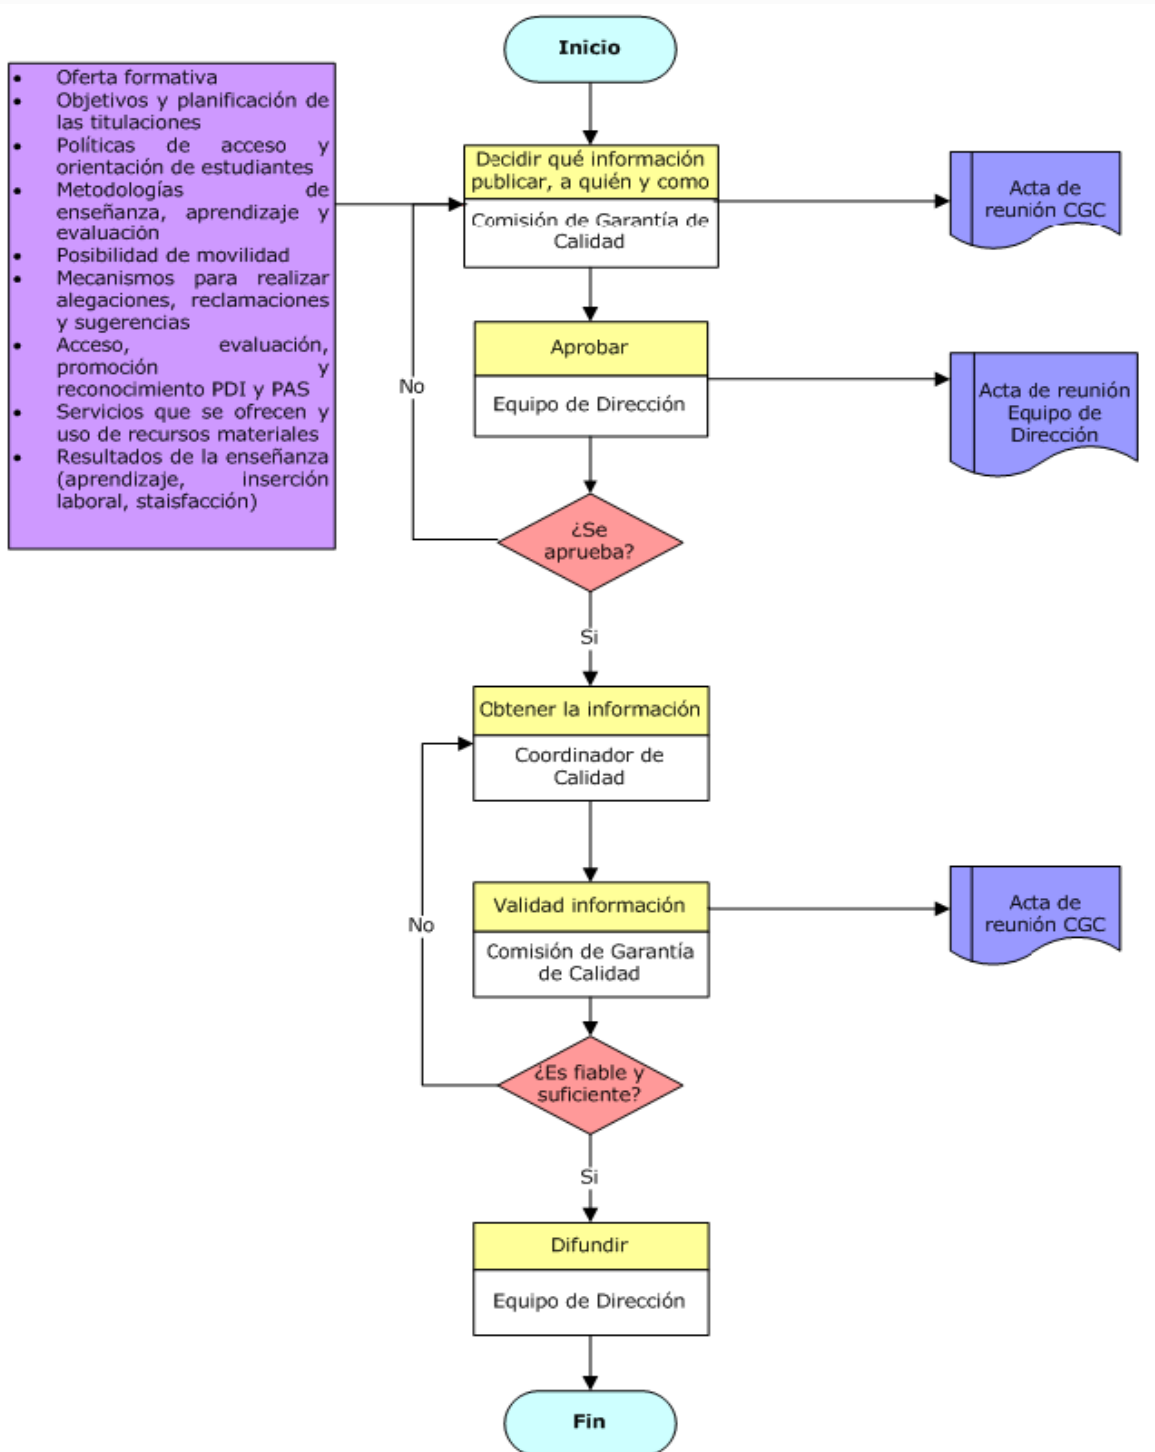 Inicio
• Oferta formativa
• Objetivos y planificación de
las titulaciones
• Políticas de acceso y
orientación de estudiantes
• Metodologías de
enseñanza, aprendizaje y
evaluación
• Posibilidad de movilidad
• Mecanismos para realizar
alegaciones, reclamaciones
y sugerencias
• Acceso, evaluación,
promoción y
reconocimiento PDI y PAS
• Servicios que se ofrecen y
uso de recursos materiales
• Resultados de la enseñanza
(aprendizaje, inserción
laboral, staisfacción)
Decidir qué información
publicar, a quién y como
Comisión de Garantía de
Calidad
Acta de
reunión CGC
Aprobar
Equipo de Dirección
Acta de reunión
Equipo de
Dirección
No
¿Se
aprueba?
Si
Obtener la información
Coordinador de
Calidad
Validad información
Comisión de Garantía
de Calidad
Acta de
reunión CGC
No
¿Es fiable y
suficiente?
Si
Difundir
Equipo de Dirección
Fin